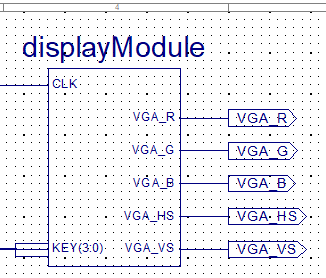 4
displayModule
CLK
VGA_R
VGA_R
VGA_G
VGA_G
VGA_B
VGA_B
VGA_HS
VGA_HS
KEY(3:0)
VGA_VS
VGA_VS